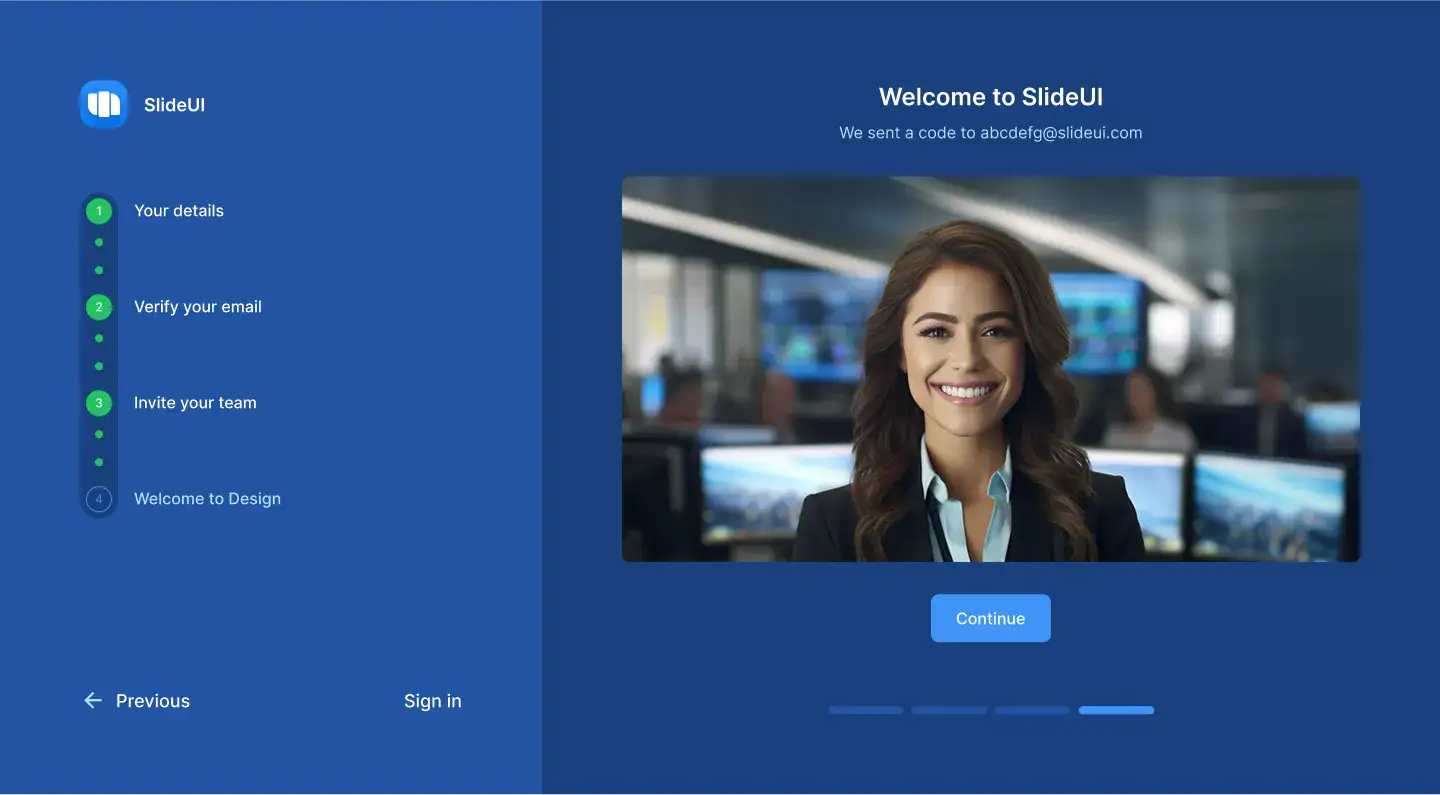 SlideUI
1
Your details
2
Verify your email
3
Invite your team
4
Welcome to Design
Previous
Sign in
Welcome to SlideUI
We sent a code to abcdefg@slideui.com
Continue